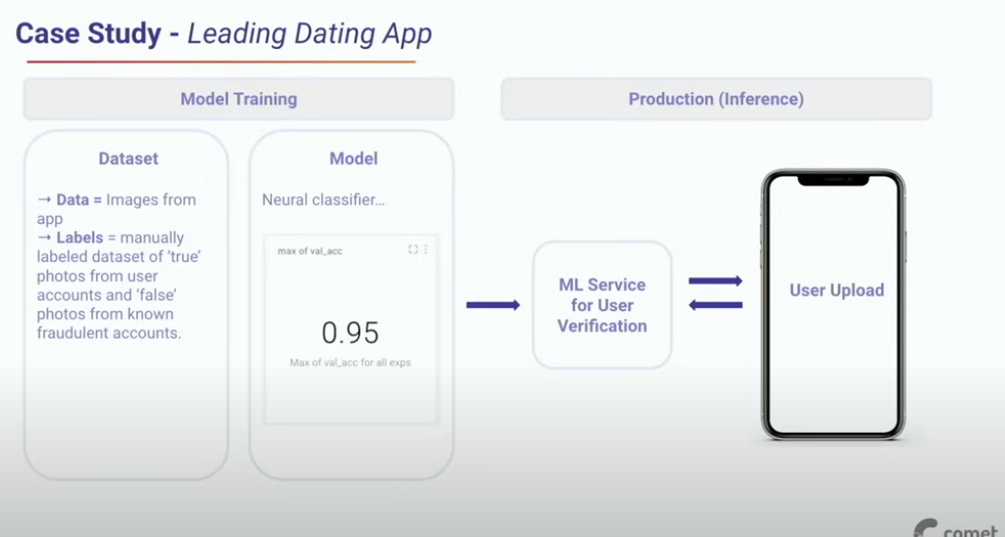 Case Study - Leading Dating App
Model Training
Production (Inference)
Dataset
→ Data = Images from
app
→ Labels = manually
labeled dataset of ‘true’
photos from user
accounts and ‘false’
photos from known
fraudulent accounts.
Model
Neural classifier...
max of val_acc
0.95
Max of val_acc for all exps
ML Service
for User
Verification
User Upload
comet